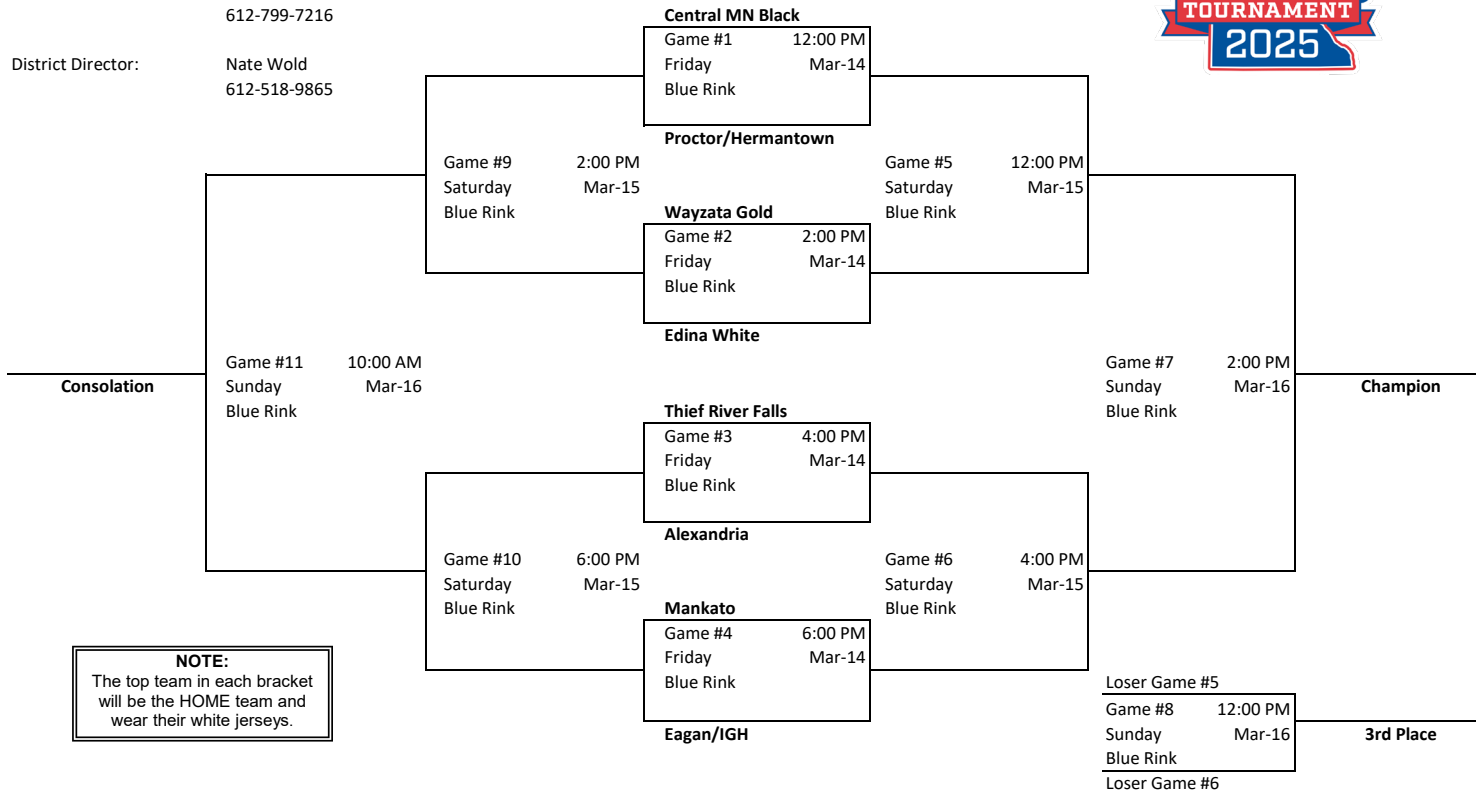 612-799-7216
District Director: Nate Wold
612-518-9865
TOURNAMENT
2025
Central MN Black
Game #1 12:00 PM
Friday Mar-14
Blue Rink
Proctor/Hermantown
Game #9 2:00 PM
Saturday Mar-15
Blue Rink
Game #5 12:00 PM
Saturday Mar-15
Blue Rink
Wayzata Gold
Game #2 2:00 PM
Friday Mar-14
Blue Rink
Edina White
Consolation
Game #11 10:00 AM
Sunday Mar-16
Blue Rink
Game #7 2:00 PM
Sunday Mar-16
Blue Rink
Champion
Thief River Falls
Game #3 4:00 PM
Friday Mar-14
Blue Rink
Alexandria
Game #10 6:00 PM
Saturday Mar-15
Blue Rink
Game #6 4:00 PM
Saturday Mar-15
Blue Rink
Mankato
Game #4 6:00 PM
Friday Mar-14
Blue Rink
Eagan/IGH
NOTE:
The top team in each bracket
will be the HOME team and
wear their white jerseys.
Loser Game #5
Game #8 12:00 PM
Sunday Mar-16
Blue Rink
3rd Place
Loser Game #6